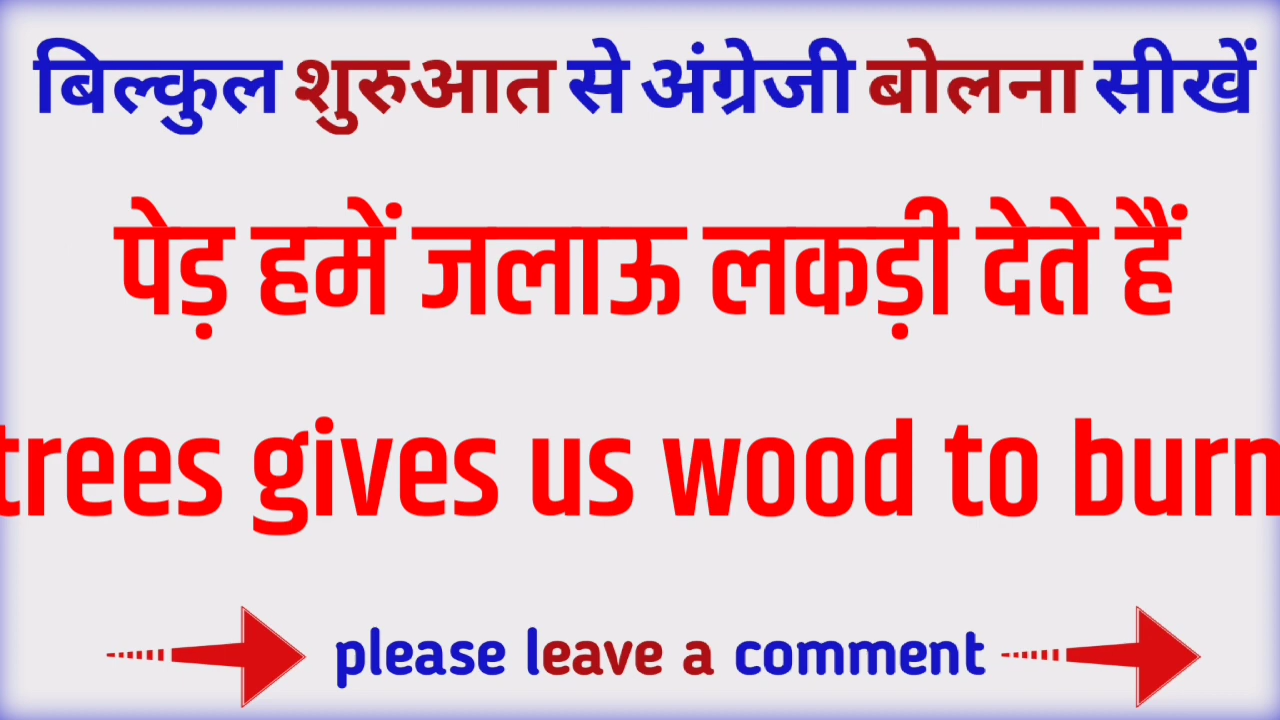 बिल्कुल शुरुआत से अंग्रेजी बोलना सीखें
पेड़ हमें जलाऊ लकड़ी देते हैं
trees gives us wood to burn
please leave a comment